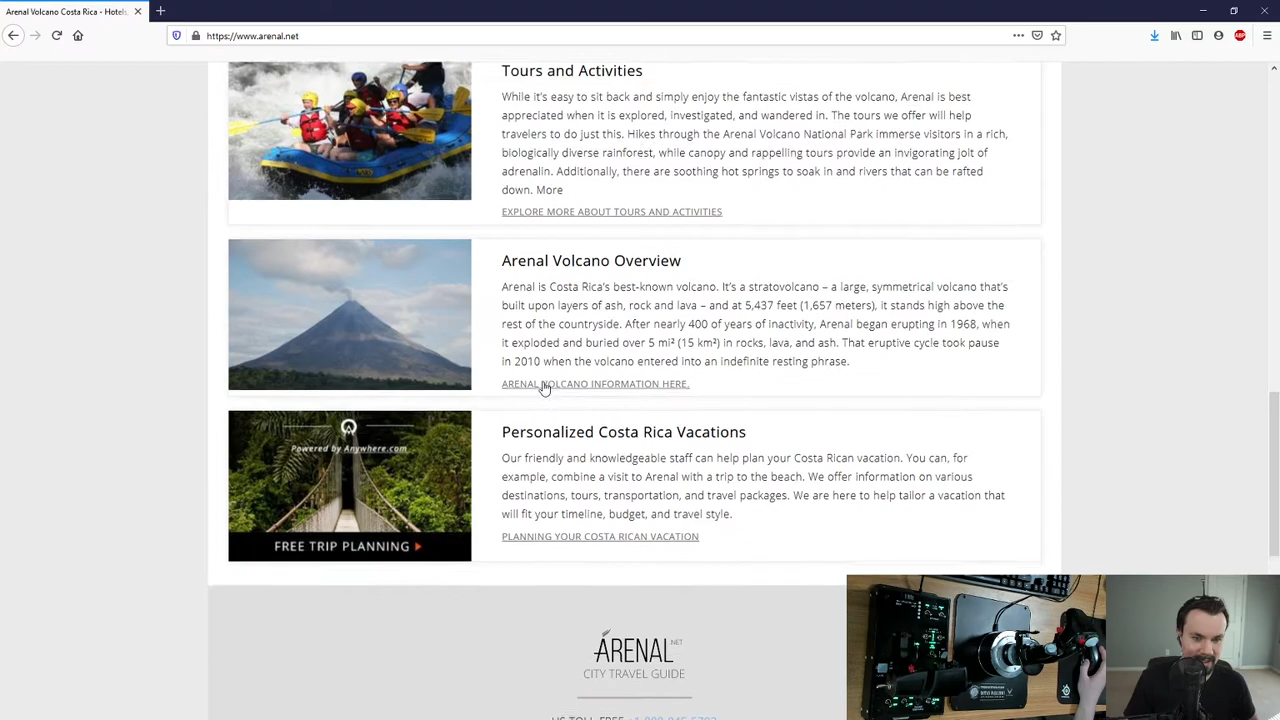 Arenal Volcano Costa Rica - Hotels,
https://www.arenal.net
ABP
Tours and Activities
While it's easy to sit back and simply enjoy the fantastic vistas of the volcano, Arenal is best
appreciated when it is explored, investigated, and wandered in. The tours we offer will help
travelers to do just this. Hikes through the Arenal Volcano National Park immerse visitors in a rich,
biologically diverse rainforest, while canopy and rappelling tours provide an invigorating jolt of
adrenalin. Additionally, there are soothing hot springs to soak in and rivers that can be rafted
down. More
EXPLORE MORE ABOUT TOURS AND ACTIVITIES
Arenal Volcano Overview
Arenal is Costa Rica's best-known volcano. It's a stratovolcano – a large, symmetrical volcano that's
built upon layers of ash, rock and lava – and at 5,437 feet (1,657 meters), it stands high above the
rest of the countryside. After nearly 400 of years of inactivity, Arenal began erupting in 1968, when
it exploded and buried over 5 mi² (15 km²) in rocks, lava, and ash. That eruptive cycle took pause
in 2010 when the volcano entered into an indefinite resting phrase.
ARENAL VOLCANO INFORMATION HERE.
Powered by Anywhere.com
FREE TRIP PLANNING
Personalized Costa Rica Vacations
Our friendly and knowledgeable staff can help plan your Costa Rican vacation. You can, for
example, combine a visit to Arenal with a trip to the beach. We offer information on various
destinations, tours, transportation, and travel packages. We are here to help tailor a vacation that
will fit your timeline, budget, and travel style.
PLANNING YOUR COSTA RICAN VACATION
ARENAL.NET
CITY TRAVEL GUIDE